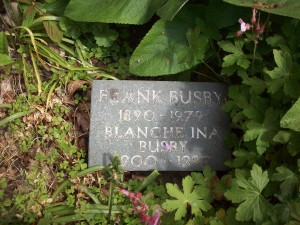 FRANK BUSBY
1890 - 1979
BLANCHE INA
BUSBY
1900 -